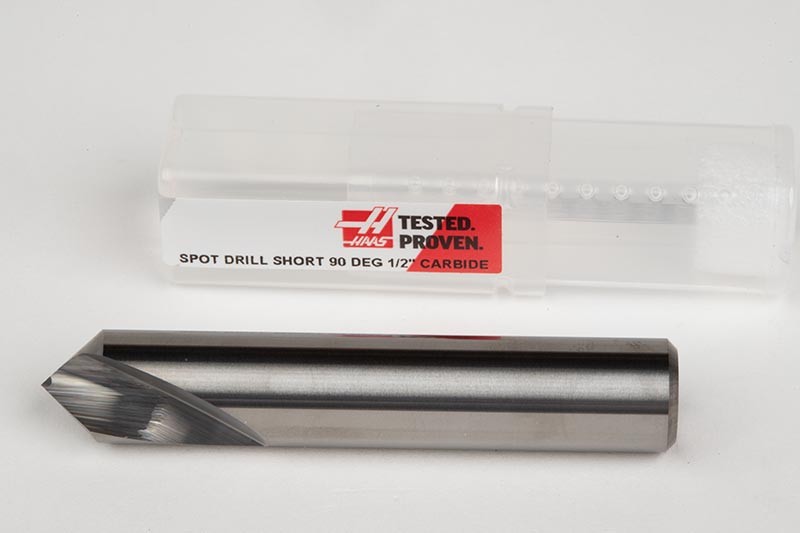 HAAS
TESTED.
PROVEN.
SPOT DRILL SHORT 90 DEG 1/2" CARBIDE